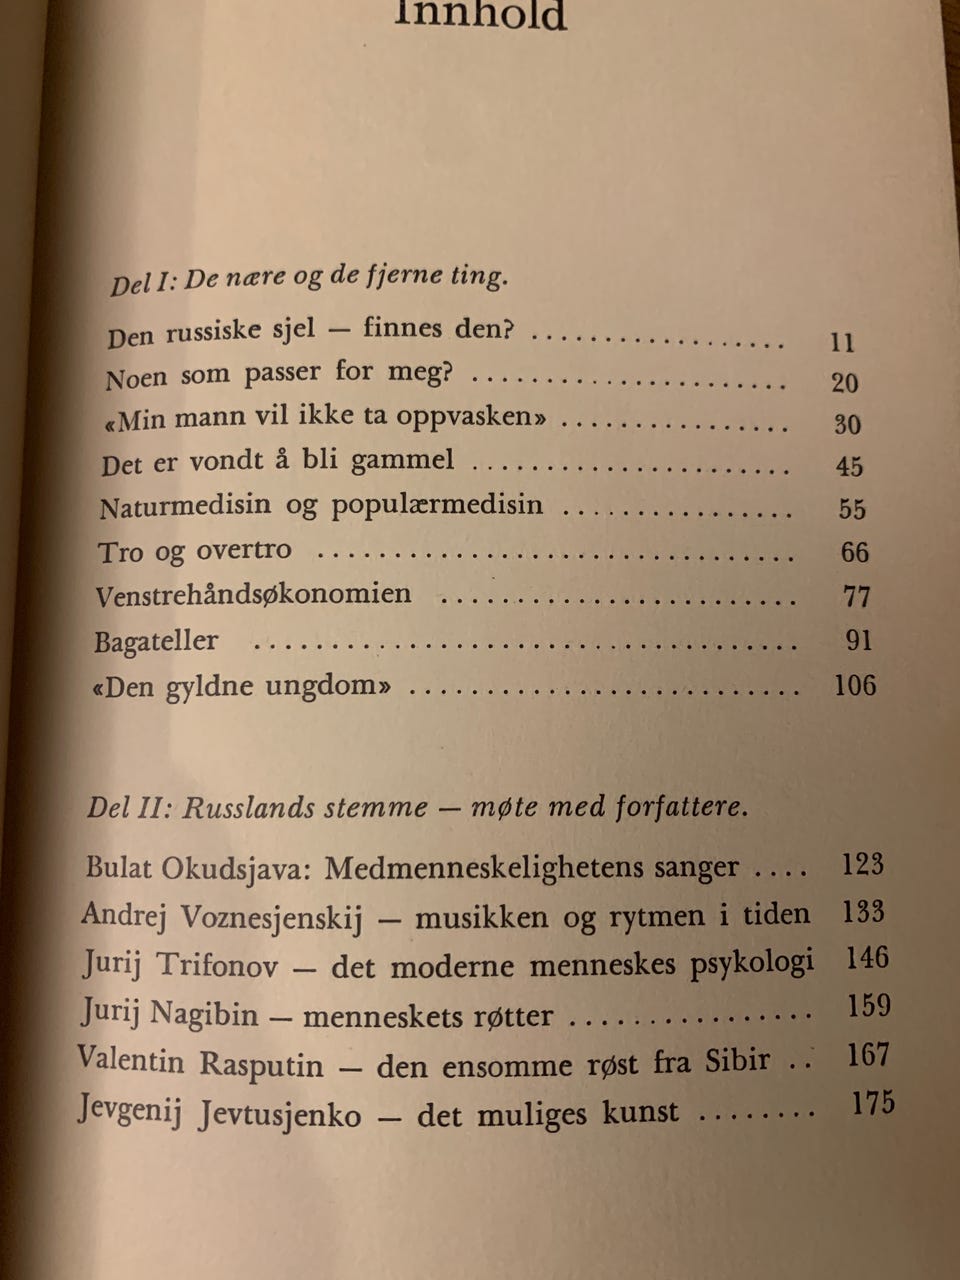 Innhold
Del I: De nære og de fjerne ting.
Den russiske sjel — finnes den? .................. 11
Noen som passer for meg? ...................... 20
«Min mann vil ikke ta oppvasken» ................ 30
Det er vondt å bli gammel ...................... 45
Naturmedisin og populærmedisin ................ 55
Tro og overtro ................................ 66
Venstrehåndsøkonomien ........................ 77
Bagateller .................................... 91
«Den gyldne ungdom» .......................... 106
Del II: Russlands stemme — møte med forfattere.
Bulat Okudsjava: Medmenneskelighetens sanger .... 123
Andrej Voznesjenskij — musikken og rytmen i tiden 133
Jurij Trifonov — det moderne menneskes psykologi 146
Jurij Nagibin — menneskets røtter ................ 159
Valentin Rasputin — den ensomme røst fra Sibir .. 167
Jevgenij Jevtusjenko — det muliges kunst ........ 175